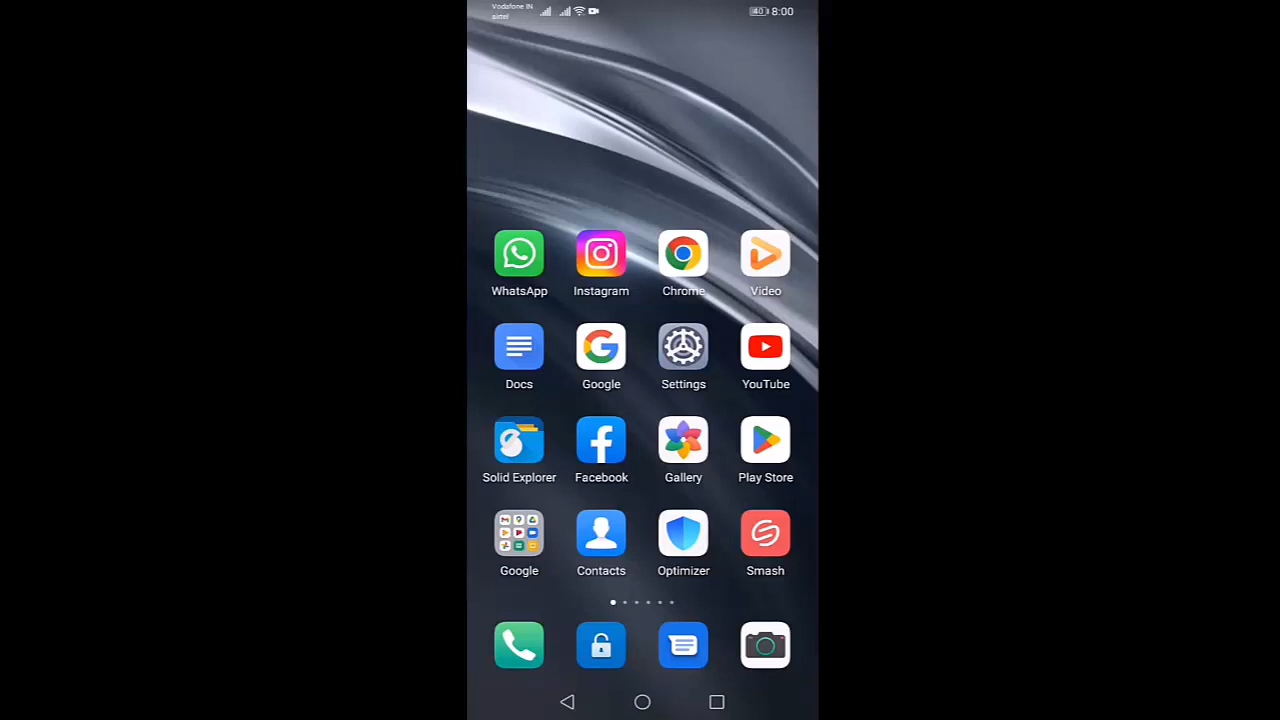 Vodafone IN
airtel
40 8:00
WhatsApp Instagram Chrome Video
Docs Google Settings YouTube
Solid Explorer Facebook Gallery Play Store
Google Contacts Optimizer Smash